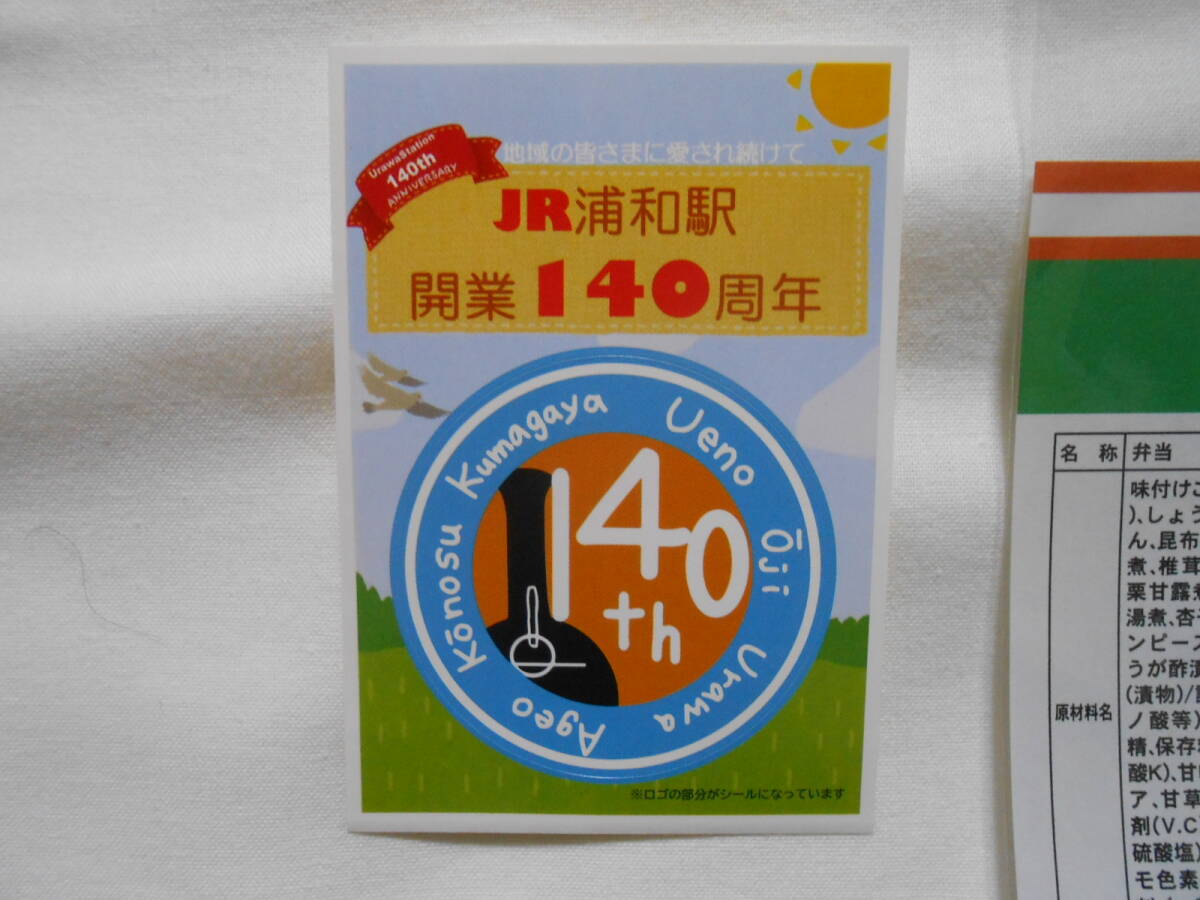 UrawaStation
140th
ANNIVERSARY
地域の皆さまに愛され続けて
JR浦和駅
開業140周年
Ueno
Ōji
Urawa
Ageo
Kōnosu
Kumagaya
140
th
※ロゴの部分がシールになっています
名 称 弁当
原材料名
味付けご
)、しょう
ん、昆布
煮、椎茸
栗甘露煮
湯煮、杏
ンピース
うが酢漬
(漬物)/
ノ酸等)
精、保存料
酸K)、甘
ア、甘草
剤(V.C
硫酸塩)
モ色素